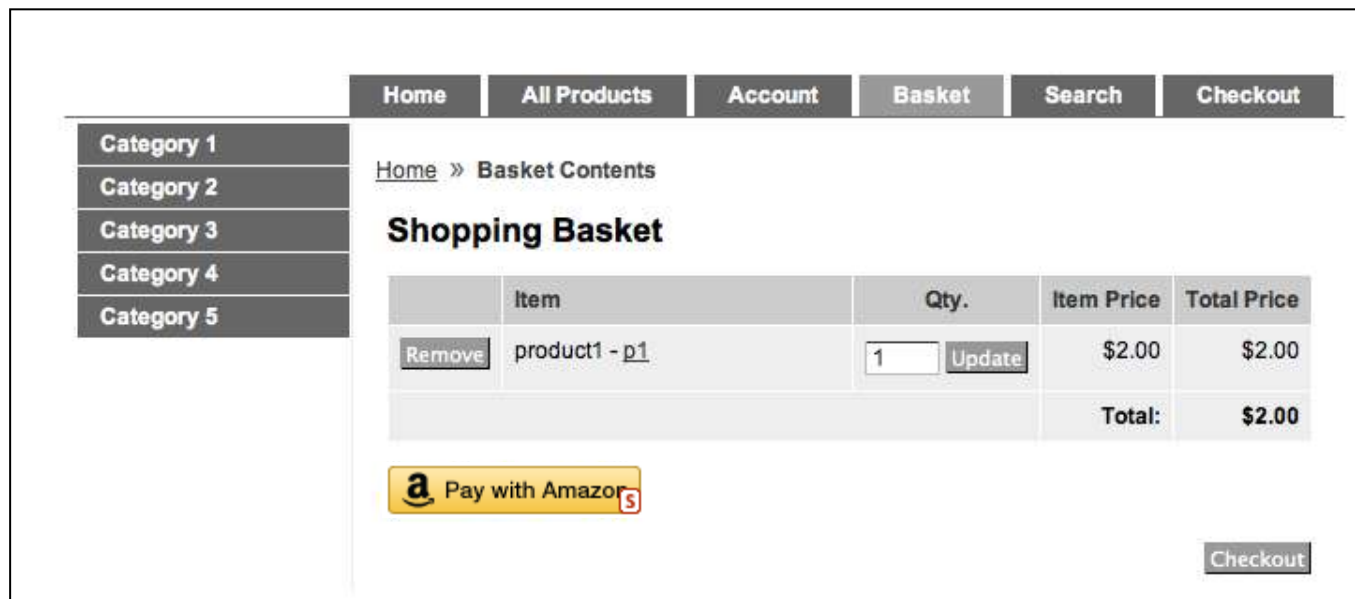 Home All Products Account Basket Search Checkout
Category 1
Category 2
Category 3
Category 4
Category 5
Home » Basket Contents
Shopping Basket
Item Qty. Item Price Total Price
Remove product1 - p1 1 Update $2.00 $2.00
Total: $2.00
a Pay with Amazon S
Checkout